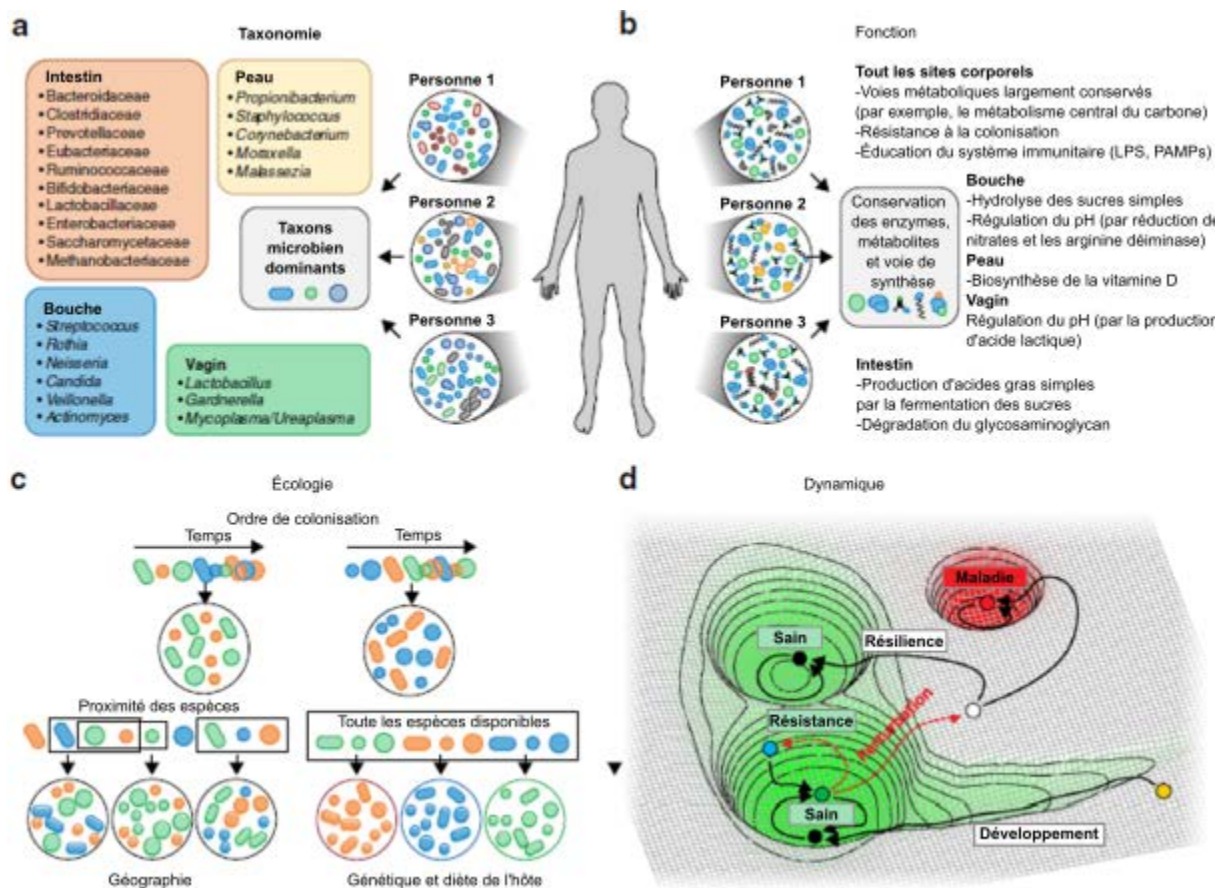 a
Taxonomie
Intestin
•Bacteroidaceae
•Clostridiaceae
•Prevotellaceae
•Eubacteriaceae
•Ruminococcaceae
•Bifidobacteriaceae
•Lactobacillaceae
•Enterobacteriaceae
•Saccharomycetaceae
•Methanobacteriaceae
Peau
•Propionibacterium
•Staphylococcus
•Corynebacterium
•Moraxella
•Malassezia
Taxons
microbien
dominants
Bouche
• Streptococcus
• Rothia
• Neisseria
• Candida
• Veillonella
• Actinomyces
Vagin
•Lactobacillus
•Gardnerella
•Mycoplasma/Ureaplasma
Personne 1
Personne 2
Personne 3
b
Fonction
Personne 1
Personne 2
Personne 3
Conservation
des enzymes,
métabolites
et voie de
synthèse
Tout les sites corporels
-Voies métaboliques largement conservés
(par exemple, le métabolisme central du carbone)
-Résistance à la colonisation
-Éducation du système immunitaire (LPS, PAMPs)
Bouche
-Hydrolyse des sucres simples
-Régulation du pH (par réduction de
nitrates et les arginine déiminase)
Peau
-Biosynthèse de la vitamine D
Vagin
Régulation du pH (par la production
d'acide lactique)
Intestin
-Production d'acides gras simples
par la fermentation des sucres
-Dégradation du glycosaminoglycan
c
Écologie
Ordre de colonisation
Temps
Temps
Proximité des espèces
Toute les espèces disponibles
Géographie
Génétique et diète de l'hôte
d
Dynamique
Maladie
Sain
Résilience
Résistance
Perturbation
Sain
Développement